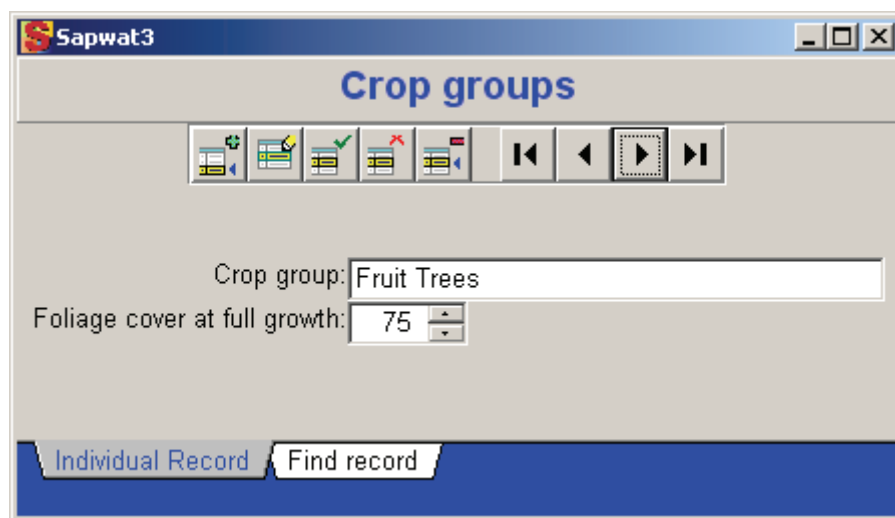 Sapwat3
Crop groups
Crop group: Fruit Trees
Foliage cover at full growth: 75
Individual Record Find record